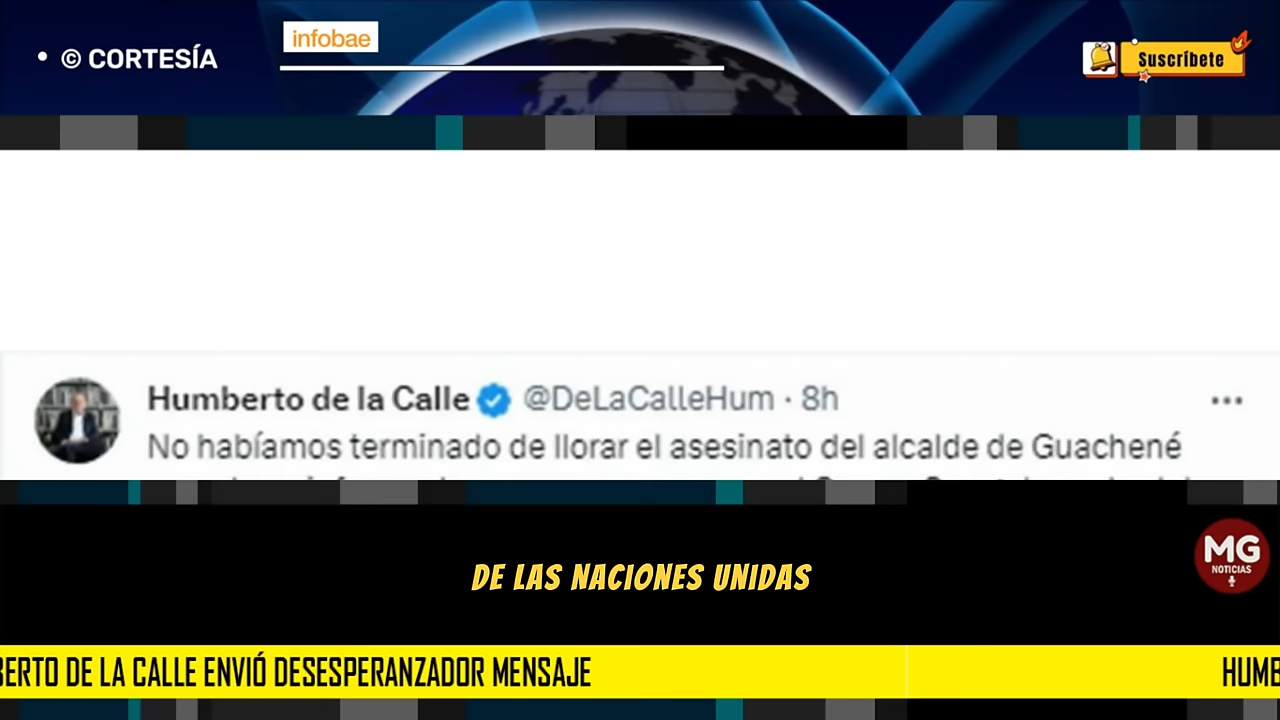 • © CORTESÍA
infobae
Suscríbete
Humberto de la Calle @DeLaCalleHum · 8h
No habíamos terminado de llorar el asesinato del alcalde de Guachené
DE LAS NACIONES UNIDAS
MG
NOTICIAS
BERTO DE LA CALLE ENVIÓ DESESPERANZADOR MENSAJE
HUMB